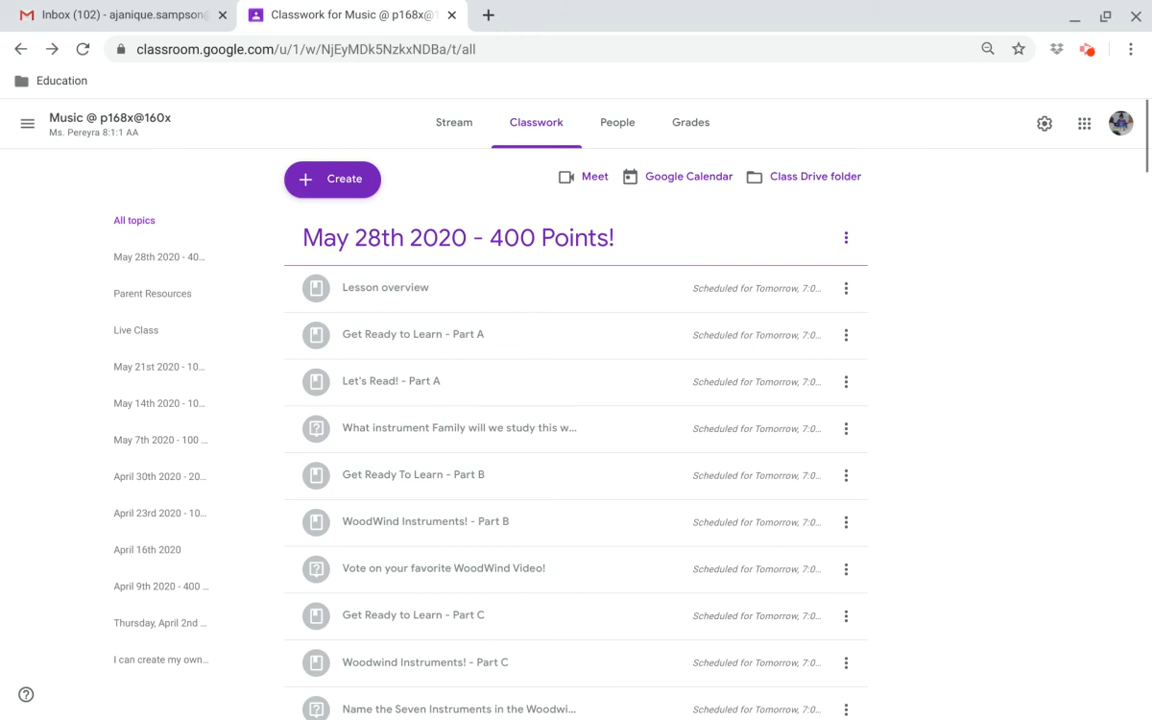 Inbox (102) - ajanique.sampson@
Classwork for Music @ p168x@1
classroom.google.com/u/1/w/NjEyMDk5NzkxNDBa/t/all
Education
Music @ p168x@160x
Ms. Pereyra 8:1:1 AA
Stream
Classwork
People
Grades
Create
Meet
Google Calendar
Class Drive folder
All topics
May 28th 2020 - 40...
Parent Resources
Live Class
May 21st 2020 - 10...
May 14th 2020 - 10...
May 7th 2020 - 100 ...
April 30th 2020 - 20...
April 23rd 2020 - 10...
April 16th 2020
April 9th 2020 - 400 ...
Thursday, April 2nd ...
I can create my own...
May 28th 2020 - 400 Points!
Lesson overview Scheduled for Tomorrow, 7:0...
Get Ready to Learn - Part A Scheduled for Tomorrow, 7:0...
Let's Read! - Part A Scheduled for Tomorrow, 7:0...
What instrument Family will we study this w... Scheduled for Tomorrow, 7:0...
Get Ready To Learn - Part B Scheduled for Tomorrow, 7:0...
WoodWind Instruments! - Part B Scheduled for Tomorrow, 7:0...
Vote on your favorite WoodWind Video! Scheduled for Tomorrow, 7:0...
Get Ready to Learn - Part C Scheduled for Tomorrow, 7:0...
Woodwind Instruments! - Part C Scheduled for Tomorrow, 7:0...
Name the Seven Instruments in the Woodwi... Scheduled for Tomorrow, 7:0...